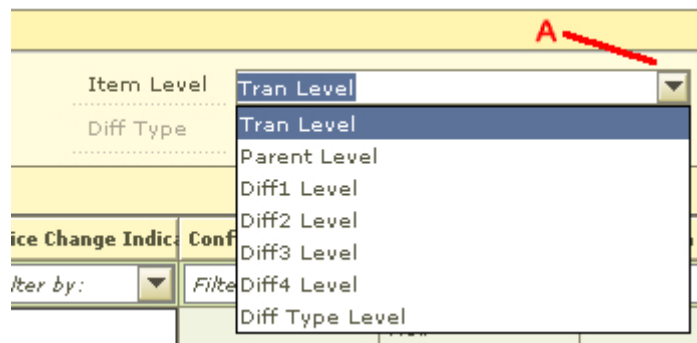 A
Item Level Tran Level
Diff Type Tran Level
Parent Level
Diff1 Level
Diff2 Level
ice Change Indica Conf
Diff3 Level
lter by: Filte Diff4 Level
Diff Type Level